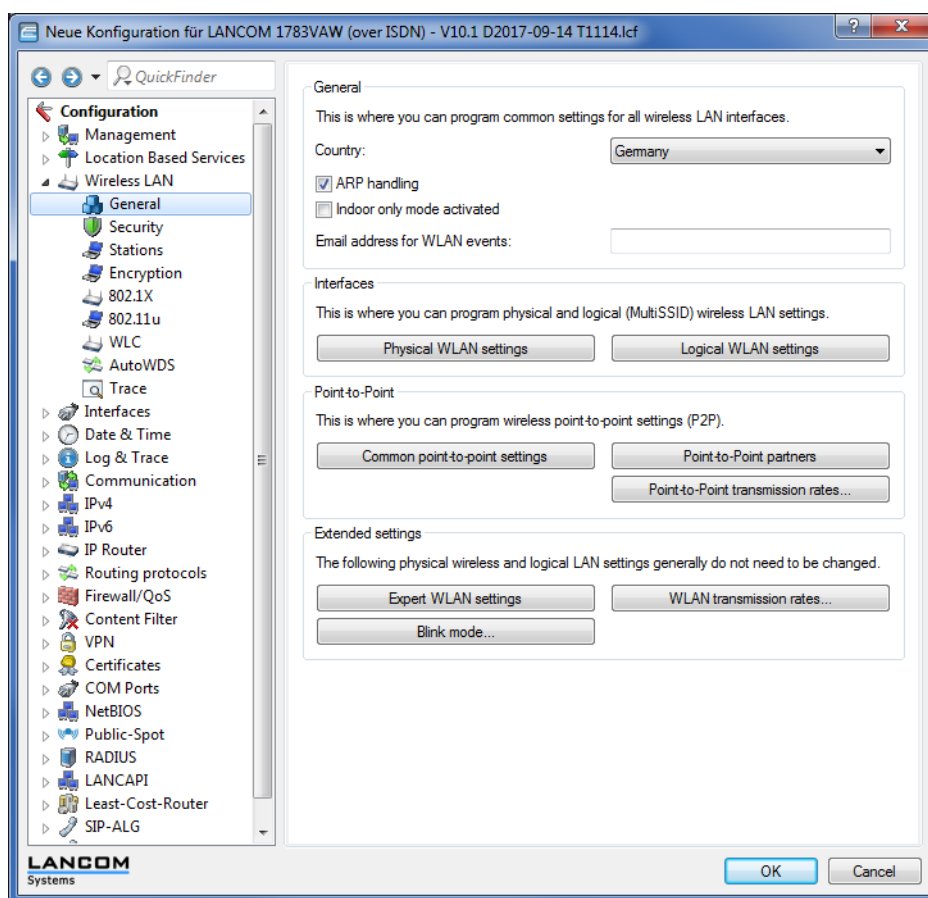 Neue Konfiguration für LANCOM 1783VAW (over ISDN) - V10.1 D2017-09-14 T1114.lcf
QuickFinder
Configuration
Management
Location Based Services
Wireless LAN
General
Security
Stations
Encryption
802.1X
802.11u
WLC
AutoWDS
Trace
Interfaces
Date & Time
Log & Trace
Communication
IPv4
IPv6
IP Router
Routing protocols
Firewall/QoS
Content Filter
VPN
Certificates
COM Ports
NetBIOS
Public-Spot
RADIUS
LANCAPI
Least-Cost-Router
SIP-ALG
General
This is where you can program common settings for all wireless LAN interfaces.
Country: Germany
ARP handling
Indoor only mode activated
Email address for WLAN events:
Interfaces
This is where you can program physical and logical (MultiSSID) wireless LAN settings.
Physical WLAN settings Logical WLAN settings
Point-to-Point
This is where you can program wireless point-to-point settings (P2P).
Common point-to-point settings Point-to-Point partners
Point-to-Point transmission rates...
Extended settings
The following physical wireless and logical LAN settings generally do not need to be changed.
Expert WLAN settings WLAN transmission rates...
Blink mode...
LANCOM
Systems
OK Cancel